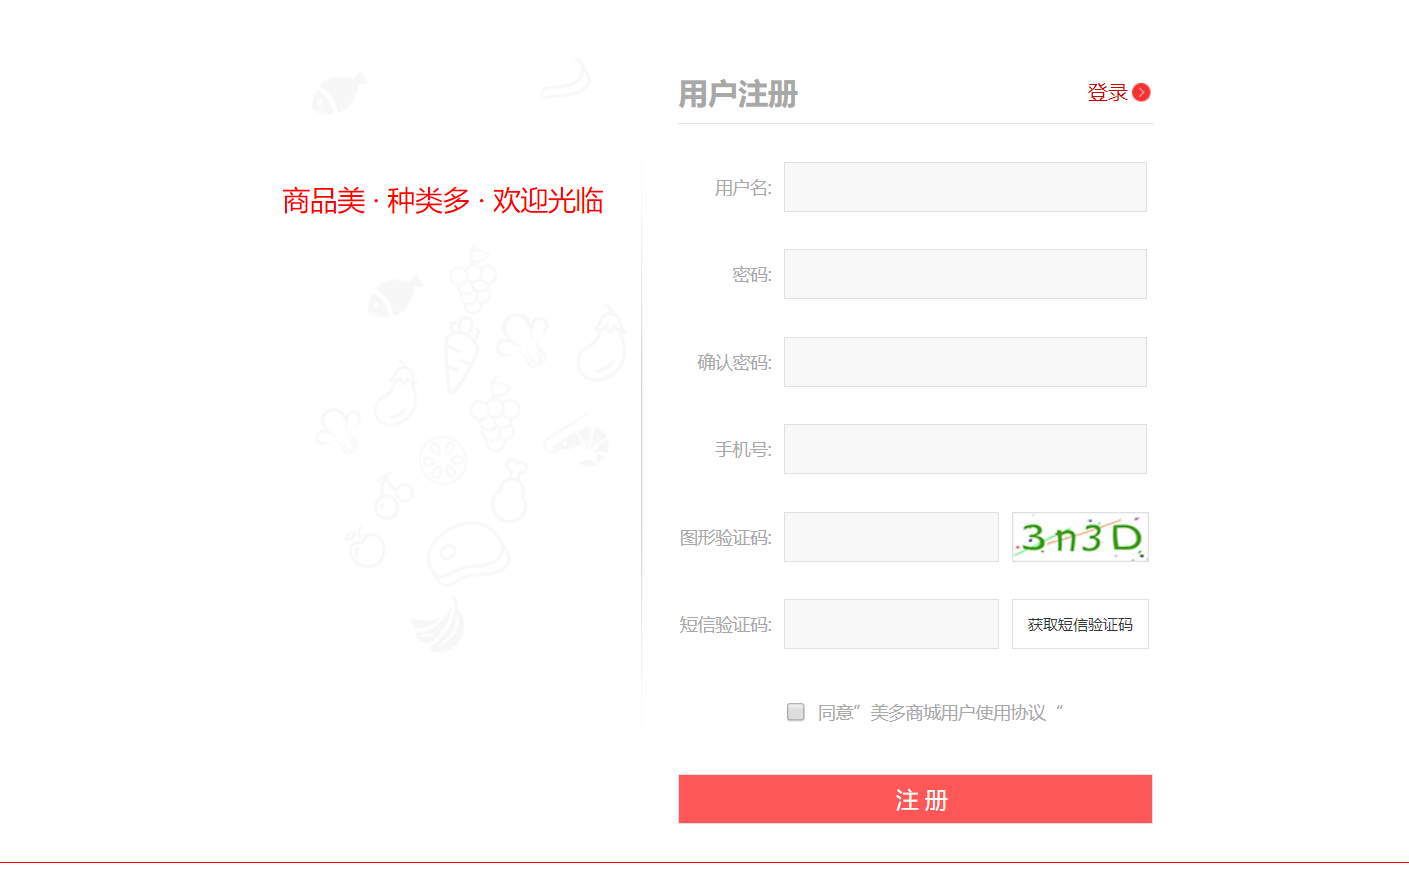 用户注册
登录
商品美 · 种类多 · 欢迎光临
用户名:
密码:
确认密码:
手机号:
图形验证码:
3n3D
短信验证码:
获取短信验证码
同意”美多商城用户使用协议“
注 册